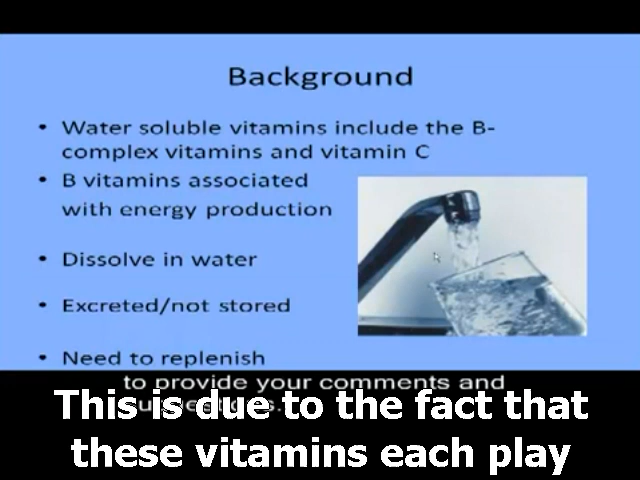 Background
• Water soluble vitamins include the B-
complex vitamins and vitamin C
• B vitamins associated
with energy production
• Dissolve in water
• Excreted/not stored
• Need to replenish
to provide your comments and
This is due to the fact that
these vitamins each play